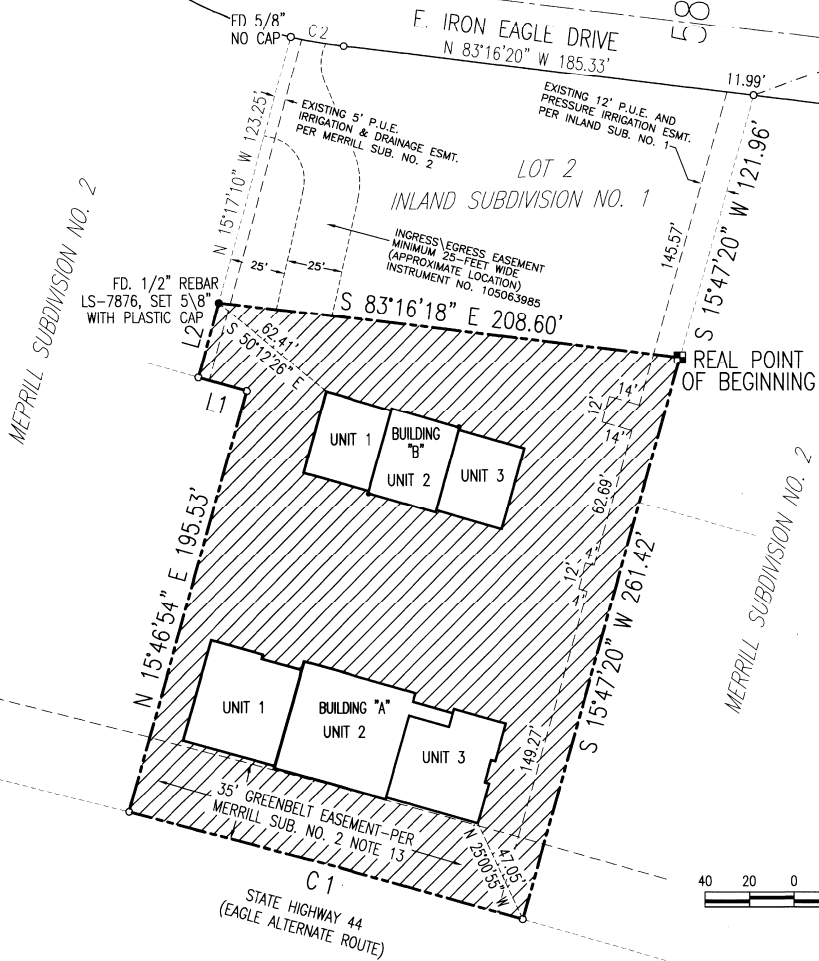 58
FD 5/8"
NO CAP
C2
E. IRON EAGLE DRIVE
N 83°16'20" W 185.33'
11.99'
EXISTING 5' P.U.E.
IRRIGATION & DRAINAGE ESMT.
PER MERRILL SUB. NO. 2
EXISTING 12' P.U.E. AND
PRESSURE IRRIGATION ESMT.
PER INLAND SUB. NO. 1
N 15°17'10" W 123.25'
LOT 2
INLAND SUBDIVISION NO. 1
145.57'
S 15°47'20" W 121.96'
INGRESS\EGRESS EASEMENT
MINIMUM 25-FEET WIDE
(APPROXIMATE LOCATION)
INSTRUMENT NO. 105063985
25'
25'
MERRILL SUBDIVISION NO. 2
FD. 1/2" REBAR
LS-7876, SET 5\8"
WITH PLASTIC CAP
S 83°16'18" E 208.60'
REAL POINT
OF BEGINNING
L2
62.41'
S 50°12'26" E
L1
14'
12'
14'
UNIT 1
BUILDING
"B"
UNIT 2
UNIT 3
62.69'
4'
12'
4'
N 15°46'54" E 195.53'
S 15°47'20" W 261.42'
MERRILL SUBDIVISION NO. 2
UNIT 1
BUILDING "A"
UNIT 2
UNIT 3
149.27'
35' GREENBELT EASEMENT-PER
MERRILL SUB. NO. 2 NOTE 13
47.05'
N 25°00'55" W
C1
STATE HIGHWAY 44
(EAGLE ALTERNATE ROUTE)
40 20 0